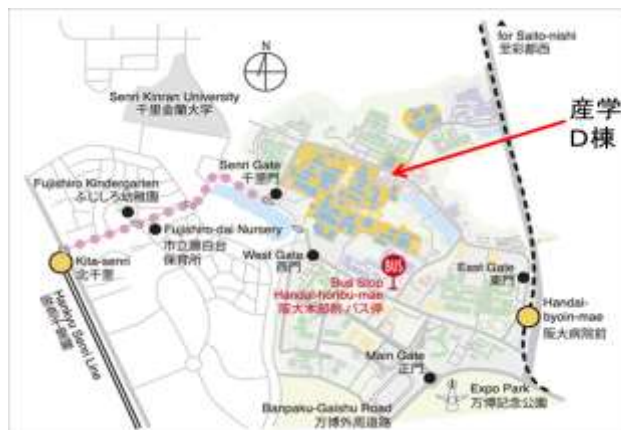 for Saito-nishi
至彩都西
N
Senri Kinran University
千里金蘭大学
産学
D棟
Senri Gate
千里門
Fujishiro Kindergarten
ふじしろ幼稚園
Fujishiro-dai Nursery
市立藤白台
保育所
West Gate
西門
Kita-senri
北千里
BUS
Bus Stop
Handai-honbu-mae
阪大本部前 バス停
East Gate
東門
Handai-
byoin-mae
阪大病院前
Hankyu Senri Line
Main Gate
正門
Expo Park
万博記念公園
Banpaku-Gaishu Road
万博外周道路